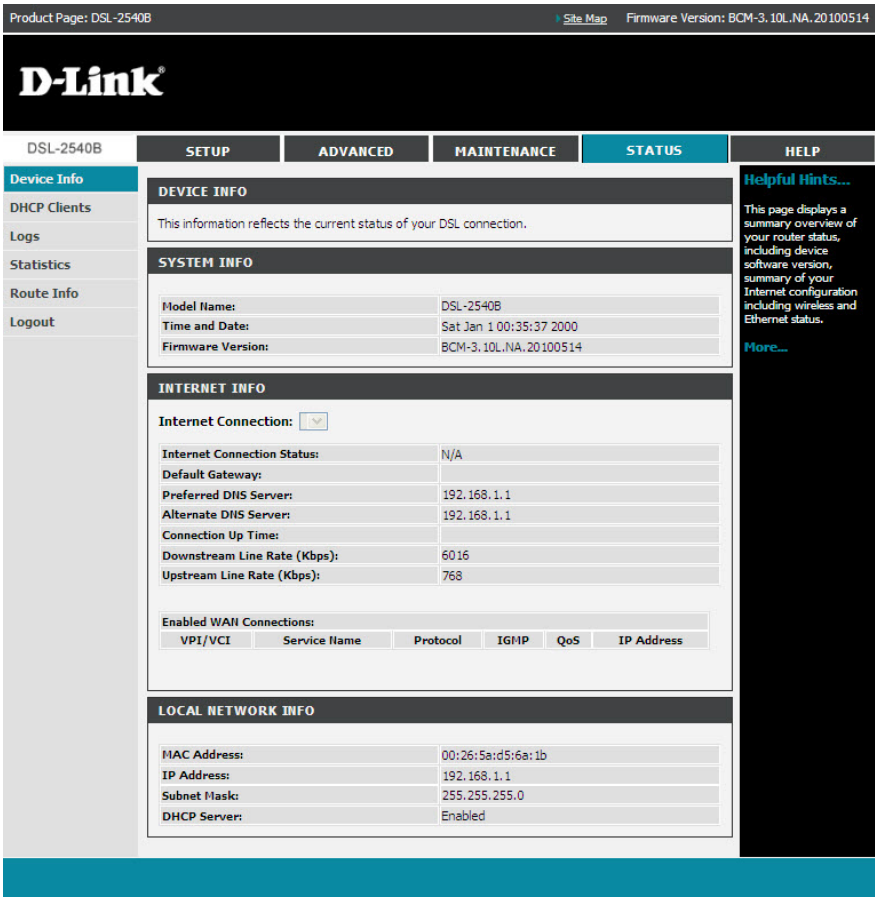 Product Page: DSL-2540B
Site Map
Firmware Version: BCM-3.10L.NA.20100514
D-Link®
DSL-2540B
SETUP
ADVANCED
MAINTENANCE
STATUS
HELP
Device Info
DHCP Clients
Logs
Statistics
Route Info
Logout
DEVICE INFO
This information reflects the current status of your DSL connection.
SYSTEM INFO
Model Name: DSL-2540B
Time and Date: Sat Jan 1 00:35:37 2000
Firmware Version: BCM-3.10L.NA.20100514
INTERNET INFO
Internet Connection:
Internet Connection Status: N/A
Default Gateway:
Preferred DNS Server: 192.168.1.1
Alternate DNS Server: 192.168.1.1
Connection Up Time:
Downstream Line Rate (Kbps): 6016
Upstream Line Rate (Kbps): 768
Enabled WAN Connections:
VPI/VCI Service Name Protocol IGMP QoS IP Address
LOCAL NETWORK INFO
MAC Address: 00:26:5a:d5:6a:1b
IP Address: 192.168.1.1
Subnet Mask: 255.255.255.0
DHCP Server: Enabled
Helpful Hints...
This page displays a
summary overview of
your router status,
including device
software version,
summary of your
Internet configuration
including wireless and
Ethernet status.
More...